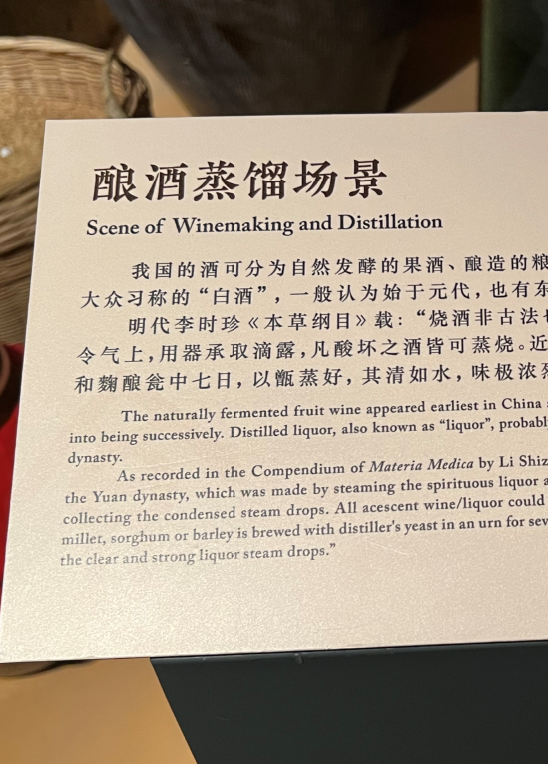 酿酒蒸馏场景
Scene of Winemaking and Distillation
我国的酒可分为自然发酵的果酒、酿造的粮
大众习称的“白酒”，一般认为始于元代，也有东
明代李时珍《本草纲目》载：“烧酒非古法也
令气上，用器承取滴露，凡酸坏之酒皆可蒸烧。近
和麴酿瓮中七日，以甑蒸好，其清如水，味极浓烈
The naturally fermented fruit wine appeared earliest in China
into being successively. Distilled liquor, also known as “liquor”, probably
dynasty.
As recorded in the Compendium of Materia Medica by Li Shiz
the Yuan dynasty, which was made by steaming the spirituous liquor a
collecting the condensed steam drops. All acescent wine/liquor could
millet, sorghum or barley is brewed with distiller's yeast in an urn for sev
the clear and strong liquor steam drops.”